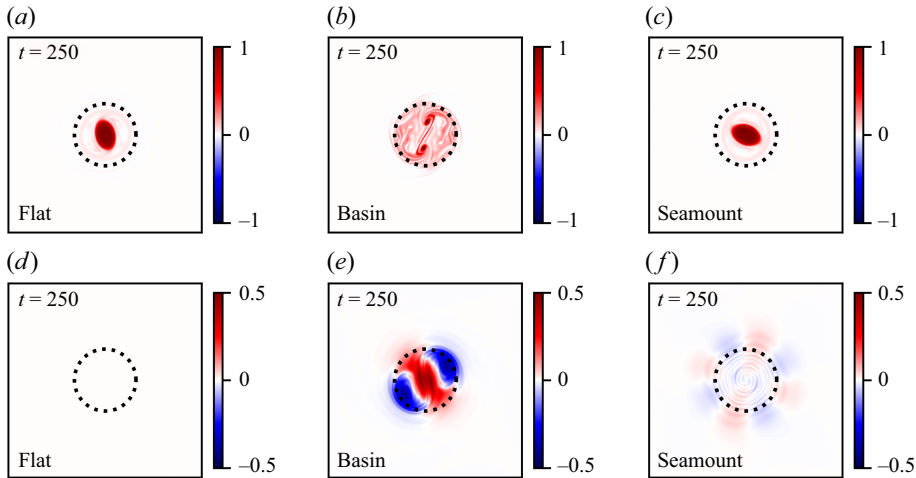 (a)
t = 250
Flat
1
0
–1
(b)
t = 250
Basin
1
0
–1
(c)
t = 250
Seamount
1
0
–1
(d)
t = 250
Flat
0.5
0
–0.5
(e)
t = 250
Basin
0.5
0
–0.5
(f)
t = 250
Seamount
0.5
0
–0.5